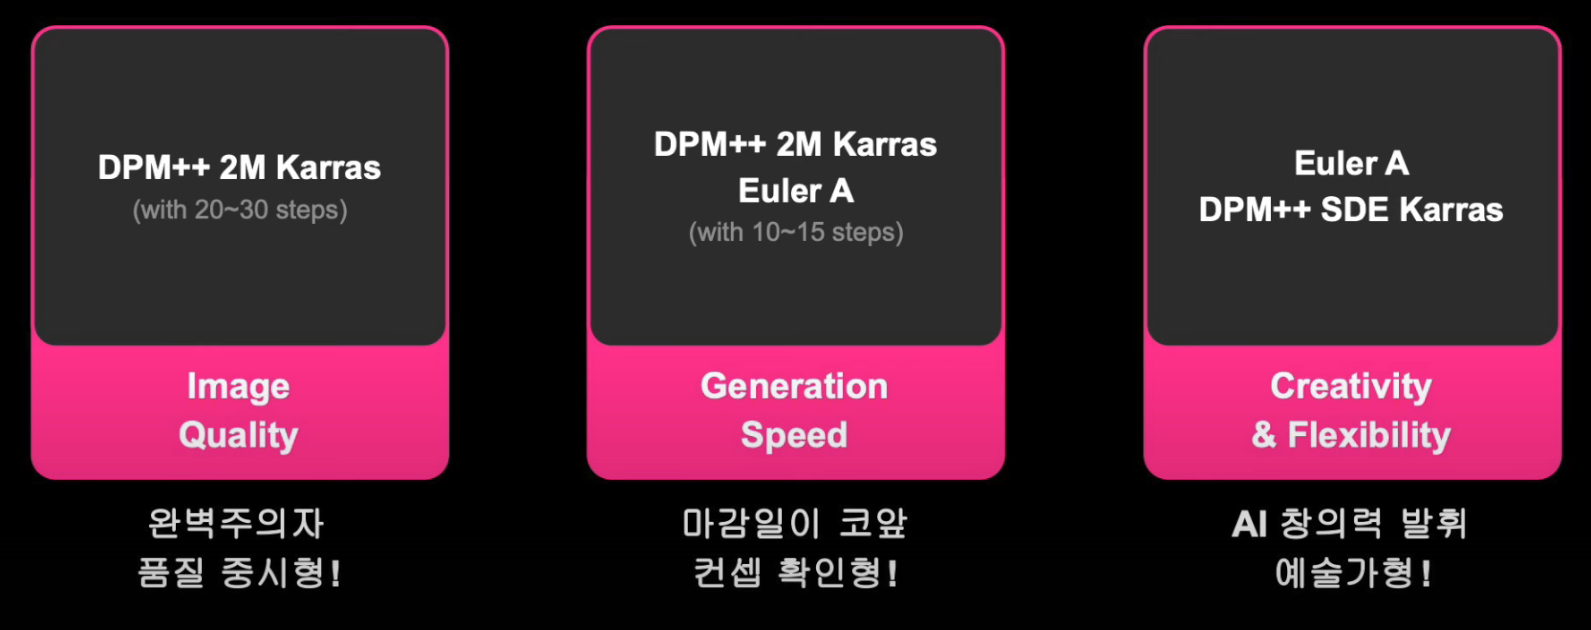 DPM++ 2M Karras
(with 20~30 steps)
Image
Quality
완벽주의자
품질 중시형!
DPM++ 2M Karras
Euler A
(with 10~15 steps)
Generation
Speed
마감일이 코앞
컨셉 확인형!
Euler A
DPM++ SDE Karras
Creativity
& Flexibility
AI 창의력 발휘
예술가형!